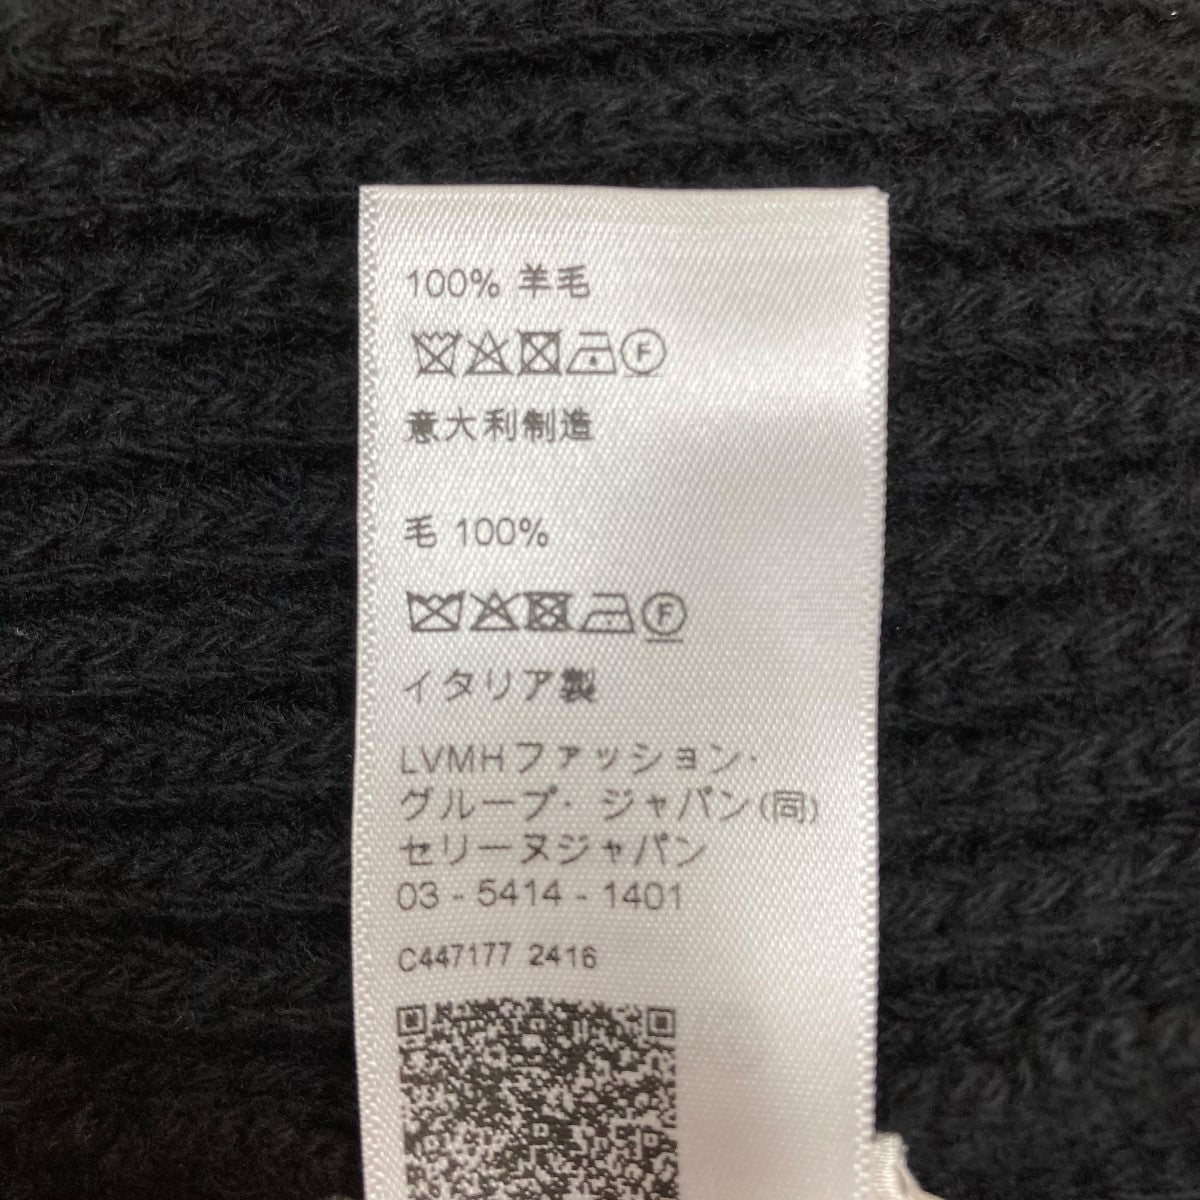 100% 羊毛
F
意大利制造
毛 100%
F
イタリア製
LVMHファッション・
グループ・ジャパン(同)
セリーヌジャパン
03 - 5414 - 1401
C447177 2416